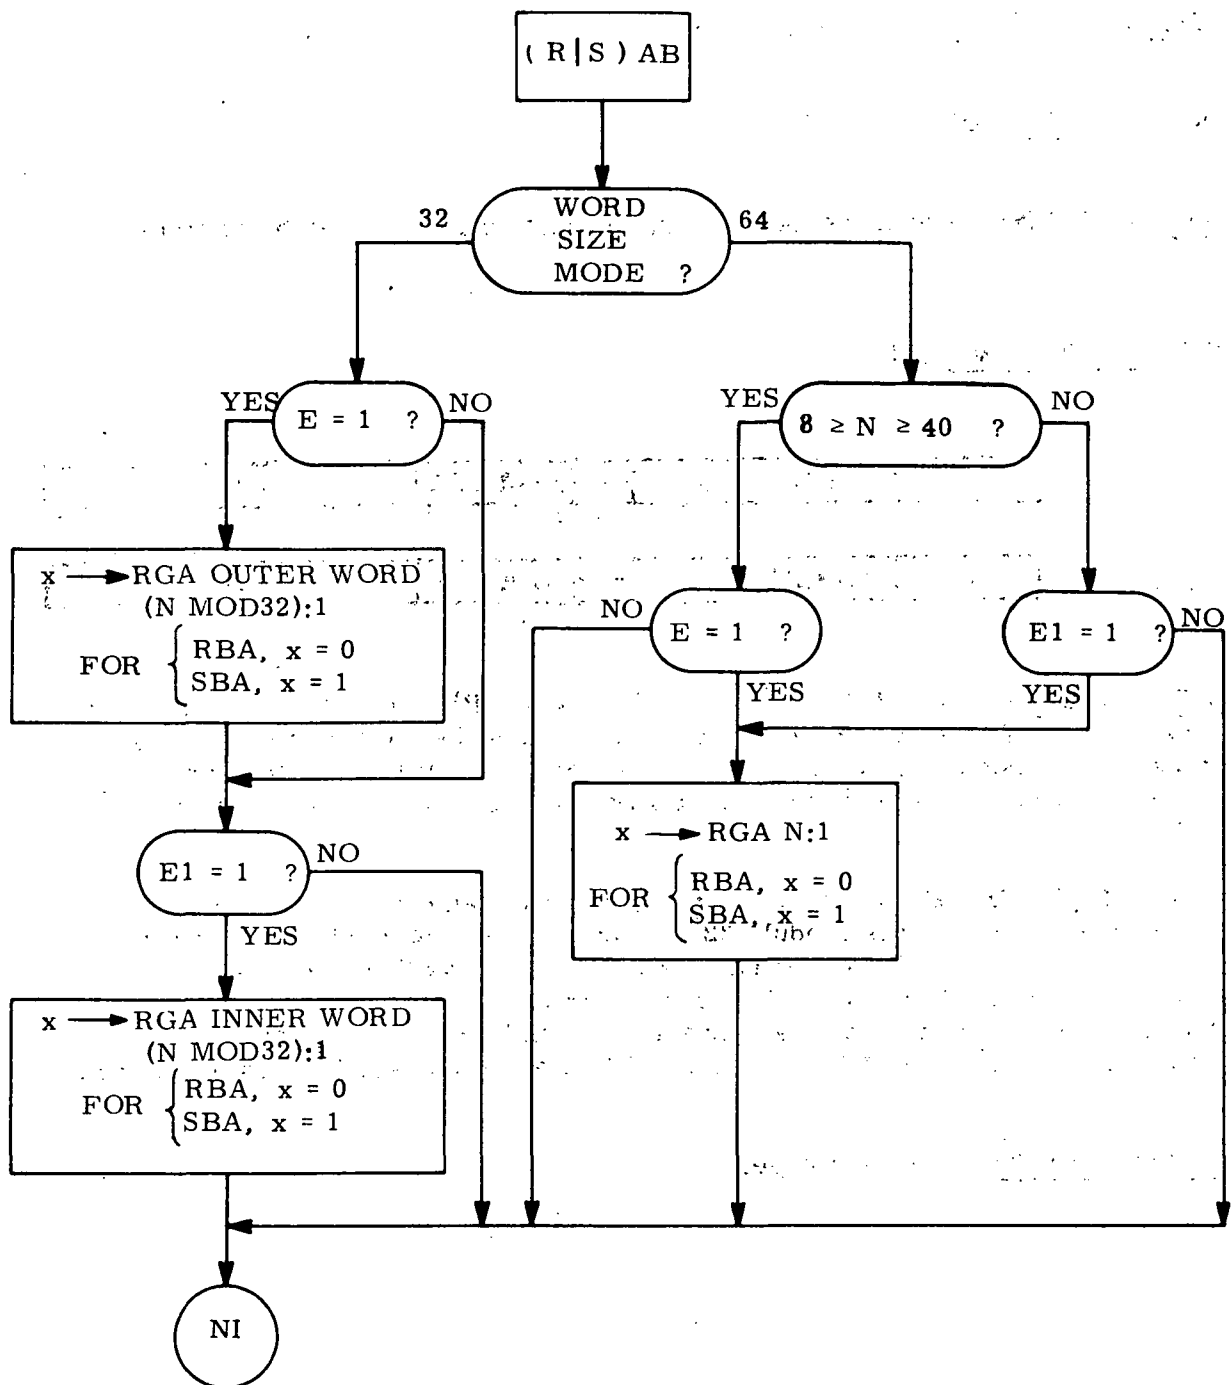 ( R | S ) AB
WORD
SIZE
MODE ?
32
64
E = 1 ?
YES
NO
8 ≥ N ≥ 40 ?
YES
NO
x → RGA OUTER WORD
(N MOD32):1
FOR { RBA, x = 0
SBA, x = 1
E = 1 ?
NO
YES
E1 = 1 ?
NO
YES
x → RGA N:1
FOR { RBA, x = 0
SBA, x = 1
E1 = 1 ?
NO
YES
x → RGA INNER WORD
(N MOD32):1
FOR { RBA, x = 0
SBA, x = 1
NI